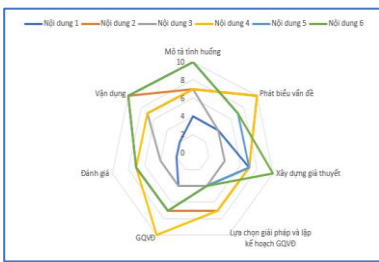 Nội dung 1 Nội dung 2 Nội dung 3 Nội dung 4 Nội dung 5 Nội dung 6
Mô tả tình huống
10
8
6
4
2
0
Phát biểu vấn đề
Xây dựng giả thuyết
Lựa chọn giải pháp và lập
kế hoạch GQVĐ
GQVĐ
Đánh giá
Vận dụng